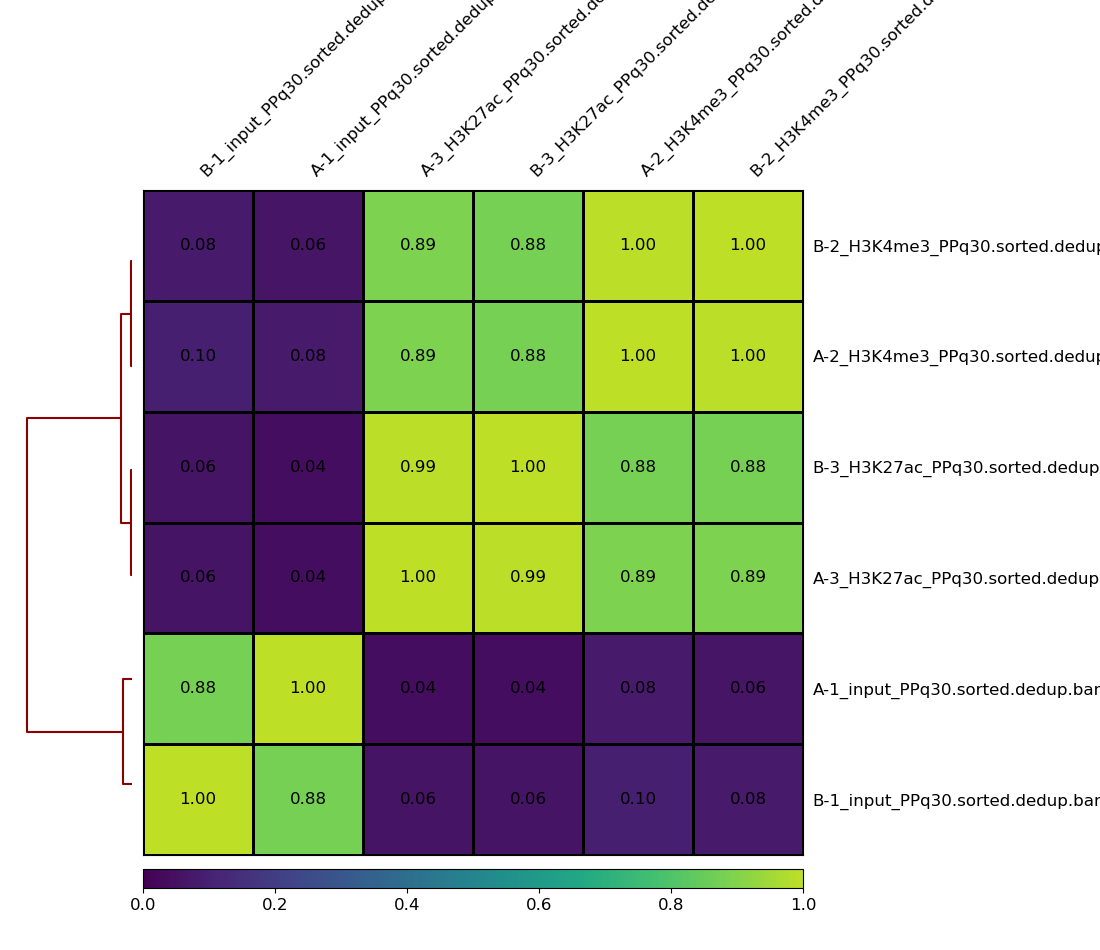 B-1_input_PPq30.sorted.dedup
A-1_input_PPq30.sorted.dedup
A-3_H3K27ac_PPq30.sorted.de
B-3_H3K27ac_PPq30.sorted.de
A-2_H3K4me3_PPq30.sorted.d
B-2_H3K4me3_PPq30.sorted.d
0.08 0.06 0.89 0.88 1.00 1.00 B-2_H3K4me3_PPq30.sorted.dedup
0.10 0.08 0.89 0.88 1.00 1.00 A-2_H3K4me3_PPq30.sorted.dedup
0.06 0.04 0.99 1.00 0.88 0.88 B-3_H3K27ac_PPq30.sorted.dedup
0.06 0.04 1.00 0.99 0.89 0.89 A-3_H3K27ac_PPq30.sorted.dedup
0.88 1.00 0.04 0.04 0.08 0.06 A-1_input_PPq30.sorted.dedup.bam
1.00 0.88 0.06 0.06 0.10 0.08 B-1_input_PPq30.sorted.dedup.bam
0.0 0.2 0.4 0.6 0.8 1.0